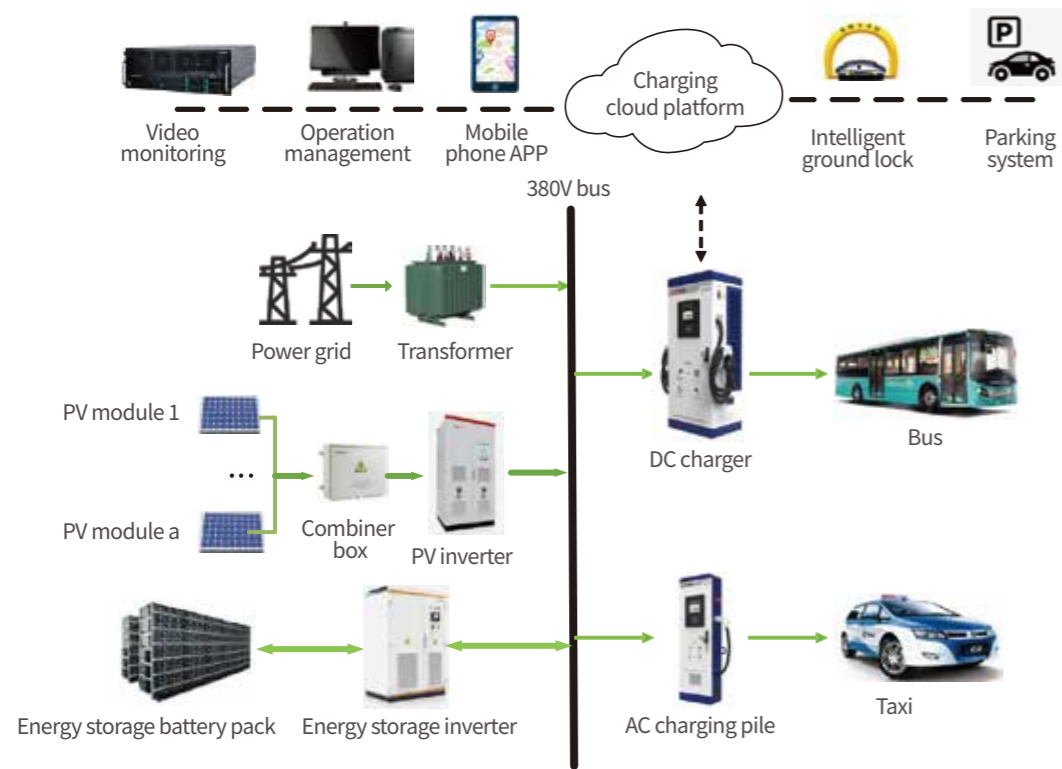 Charging
cloud platform
P
Video
monitoring
Operation
management
Mobile
phone APP
Intelligent
ground lock
Parking
system
380V bus
Power grid
Transformer
PV module 1
...
PV module a
Combiner
box
PV inverter
DC charger
Bus
Energy storage battery pack
Energy storage inverter
AC charging pile
Taxi